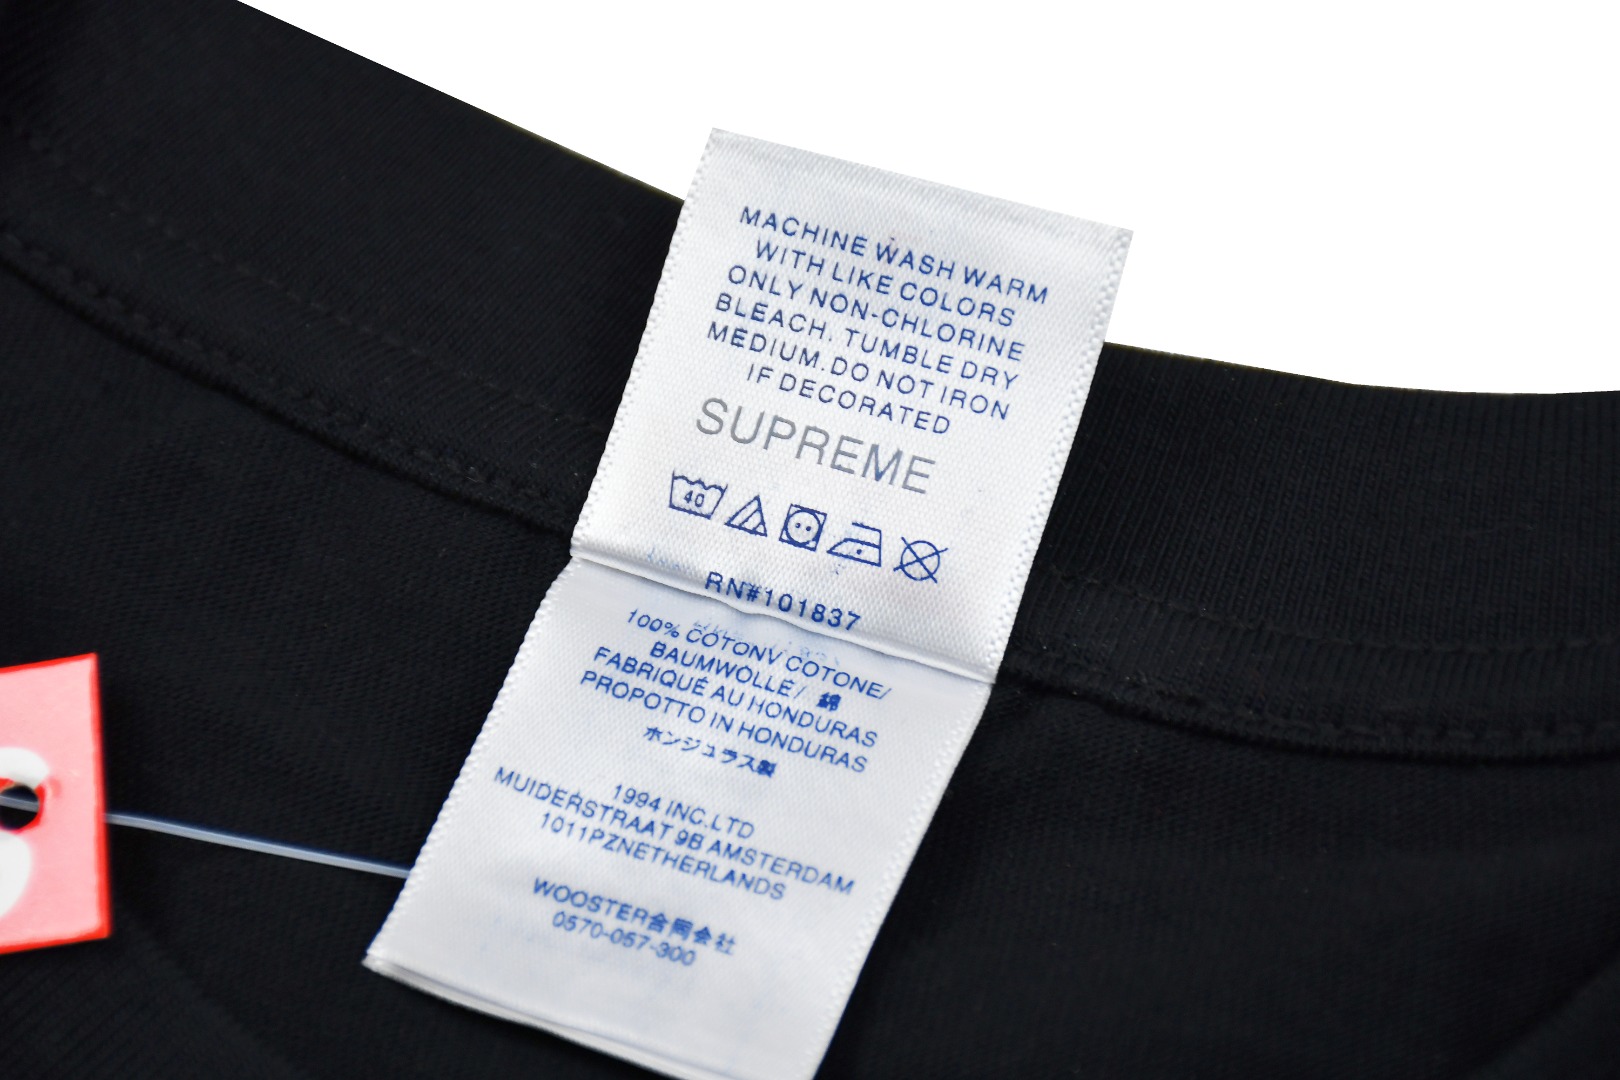 MACHINE WASH WARM
WITH LIKE COLORS
ONLY NON-CHLORINE
BLEACH. TUMBLE DRY
MEDIUM.DO NOT IRON
IF DECORATED
SUPREME
40
RN#101837
100% COTONV COTONE/
BAUMWOLLE/ 綿
FABRIQUÉ AU HONDURAS
PROPOTTO IN HONDURAS
ホンジュラス製
1994 INC.LTD
MUIDERSTRAAT 9B AMSTERDAM
1011PZNETHERLANDS
WOOSTER合同会社
0570-057-300